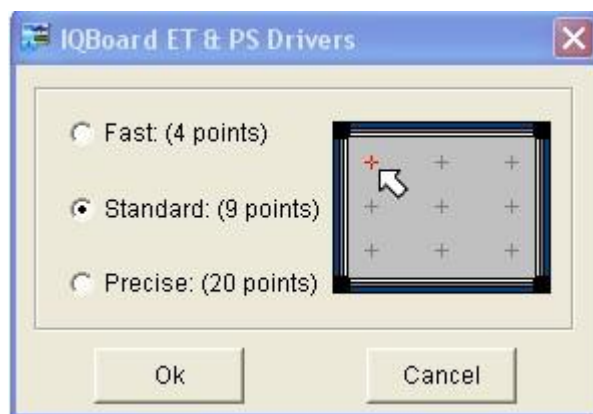 IQBoard ET & PS Drivers
Fast: (4 points)
Standard: (9 points)
Precise: (20 points)
Ok
Cancel